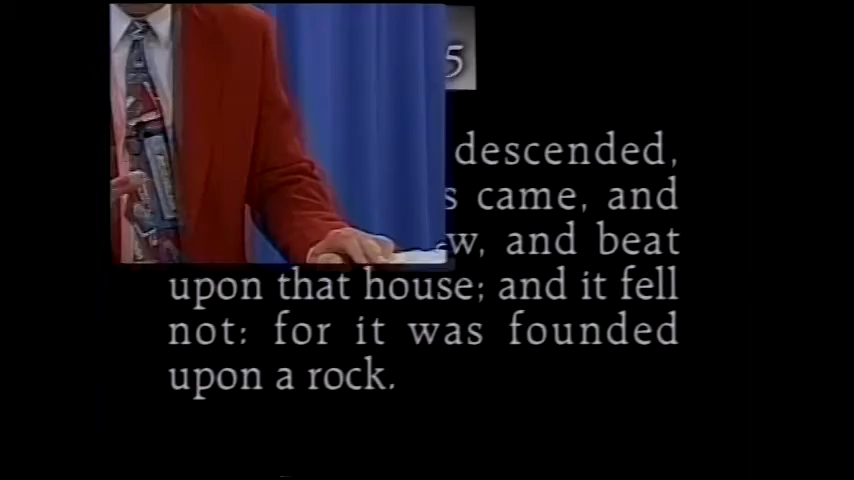 5
descended,
s came, and
w, and beat
upon that house; and it fell
not: for it was founded
upon a rock.